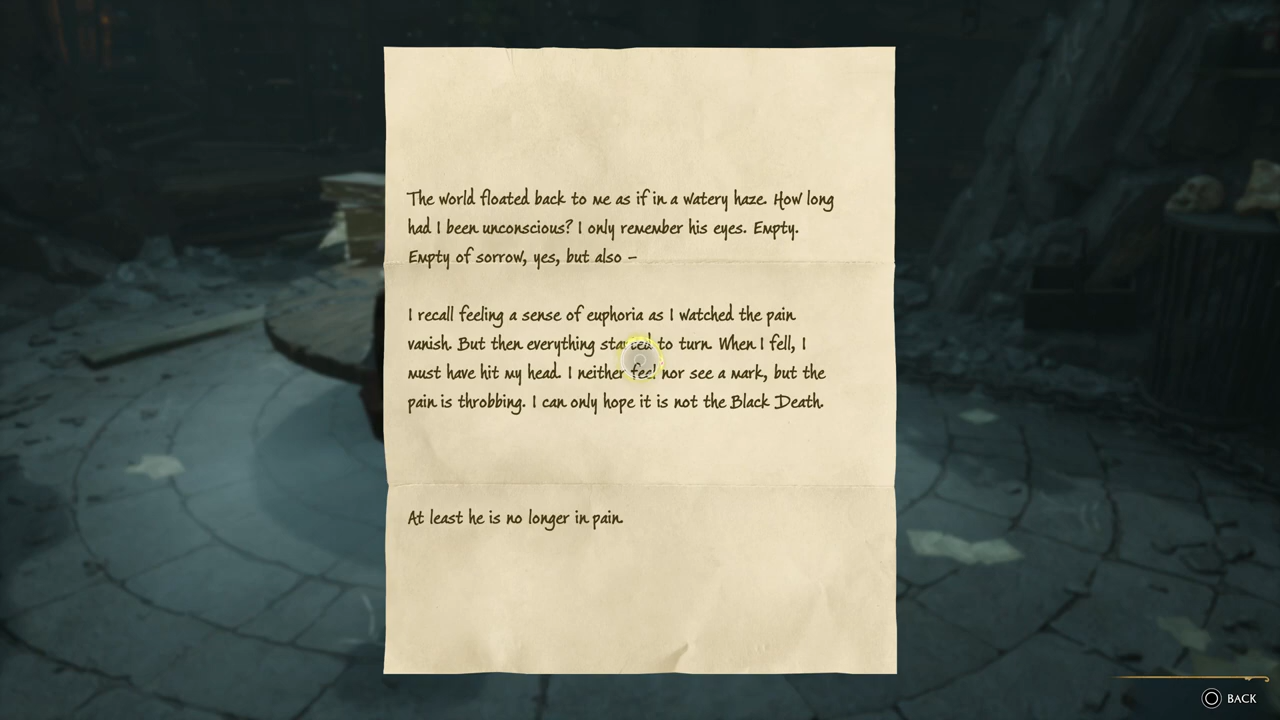 The world floated back to me as if in a watery haze. How long
had I been unconscious? I only remember his eyes. Empty.
Empty of sorrow, yes, but also –
I recall feeling a sense of euphoria as I watched the pain
vanish. But then everything started to turn. When I fell, I
must have hit my head. I neither feel nor see a mark, but the
pain is throbbing. I can only hope it is not the Black Death.
At least he is no longer in pain.
BACK